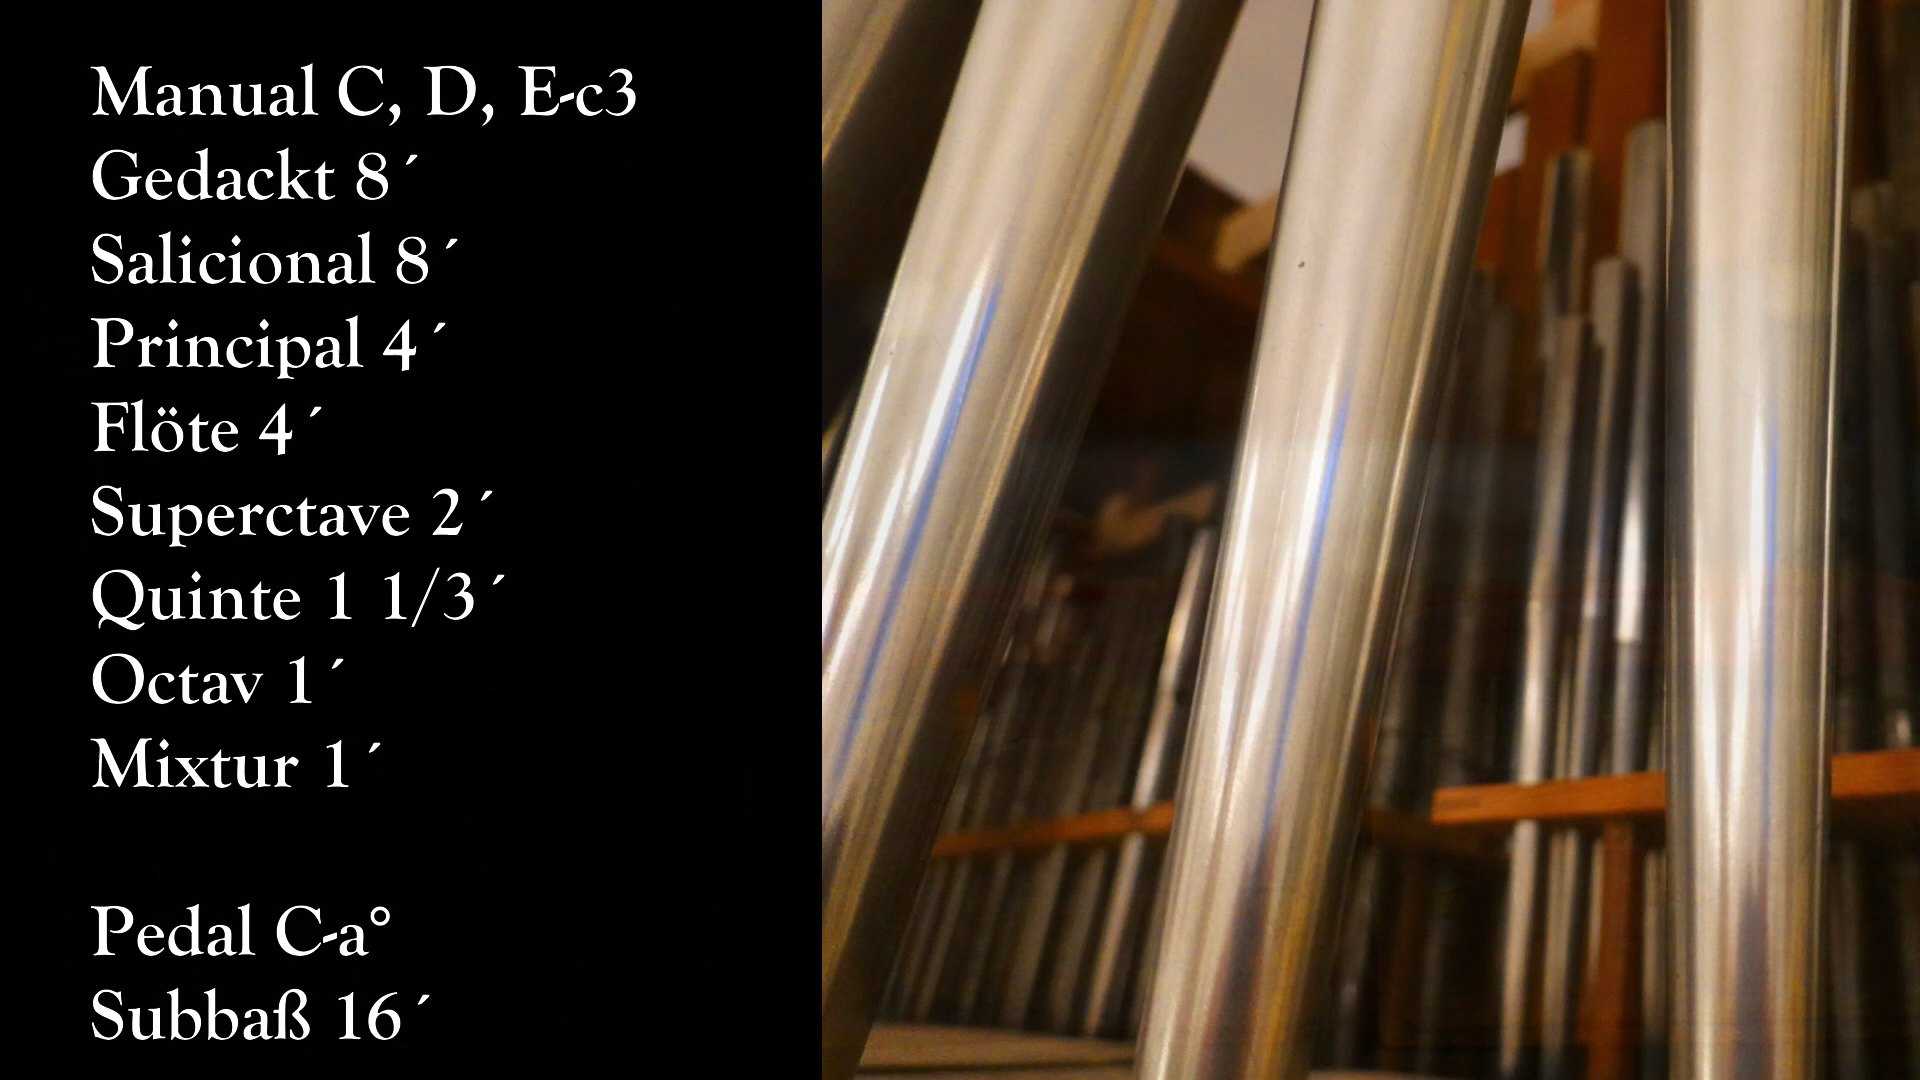 Manual C, D, E-c3
Gedackt 8´
Salicional 8´
Principal 4´
Flöte 4´
Superctave 2´
Quinte 1 1/3´
Octav 1´
Mixtur 1´
Pedal C-a°
Subbaß 16´